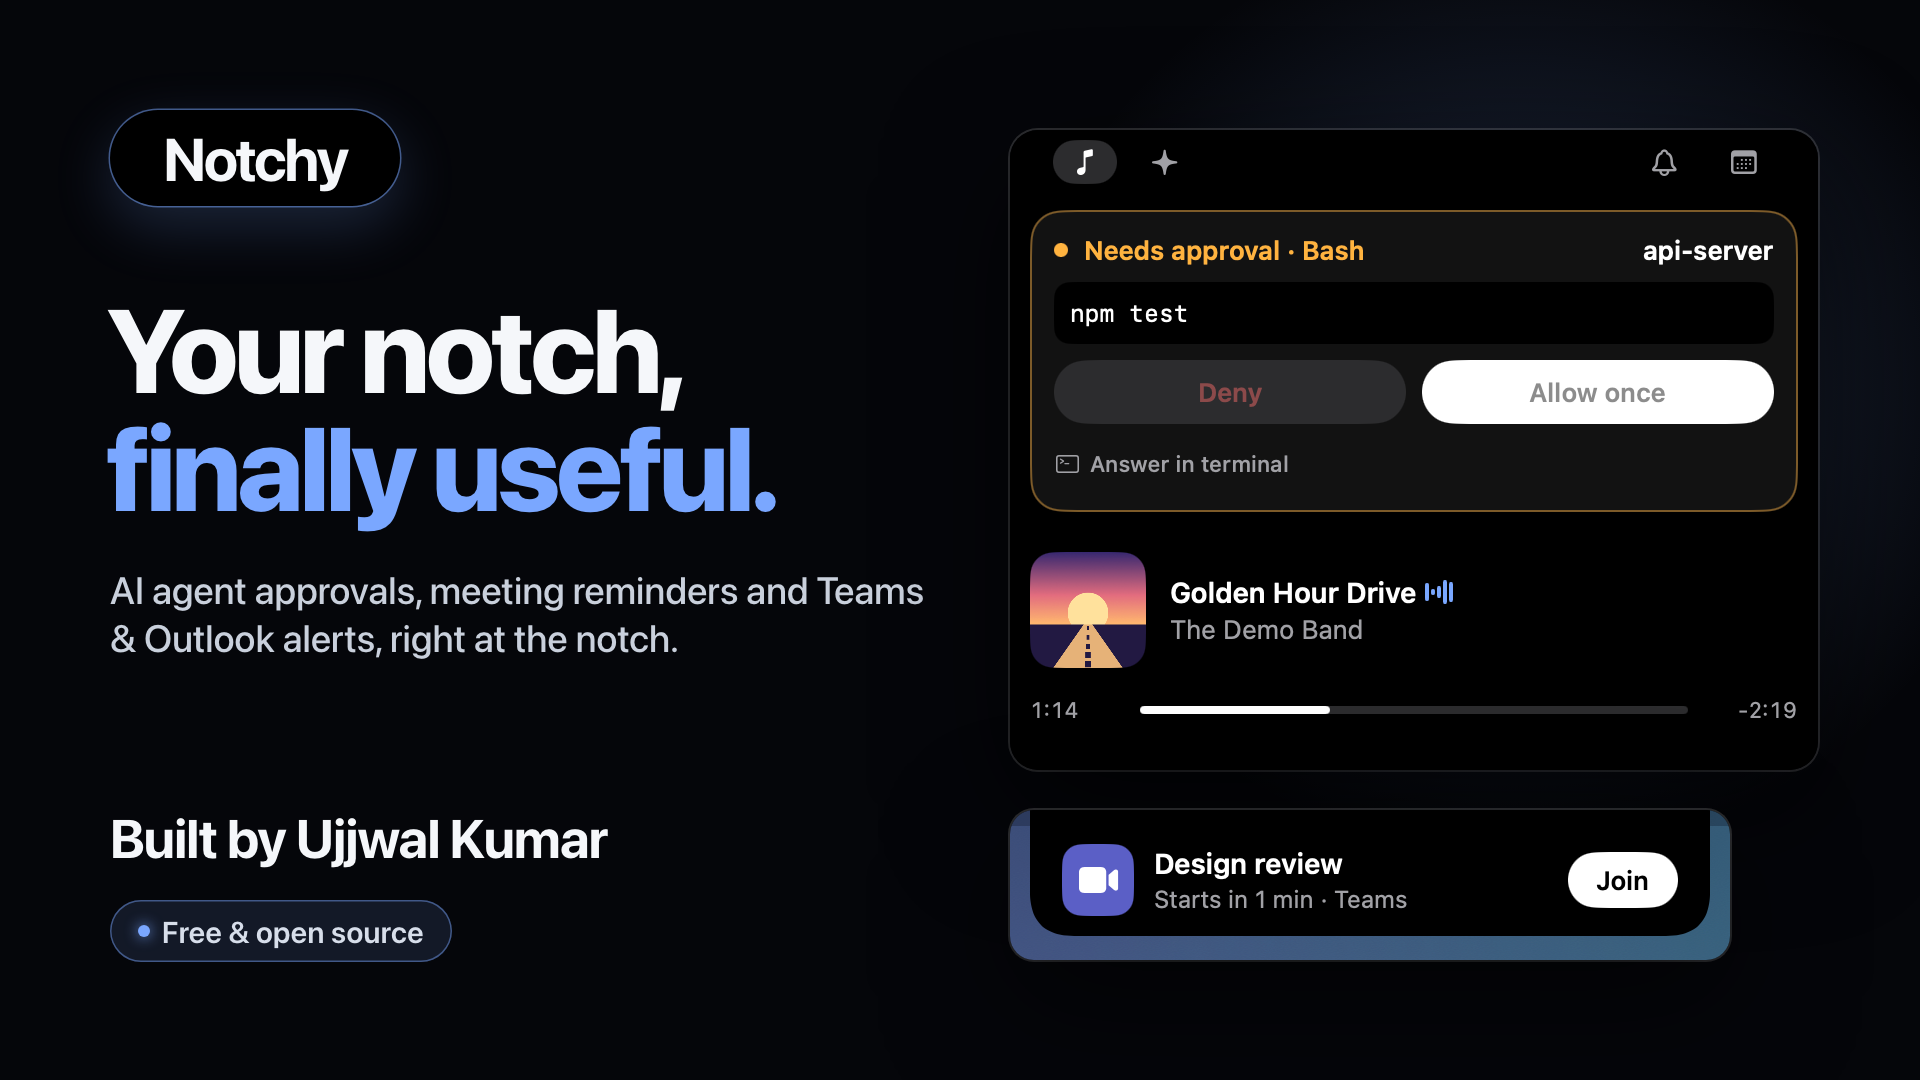 Notchy
Your notch,
finally useful.
AI agent approvals, meeting reminders and Teams
& Outlook alerts, right at the notch.
Built by Ujjwal Kumar
Free & open source
Needs approval · Bash
api-server
npm test
Deny
Allow once
Answer in terminal
Golden Hour Drive
The Demo Band
1:14
-2:19
Design review
Starts in 1 min · Teams
Join